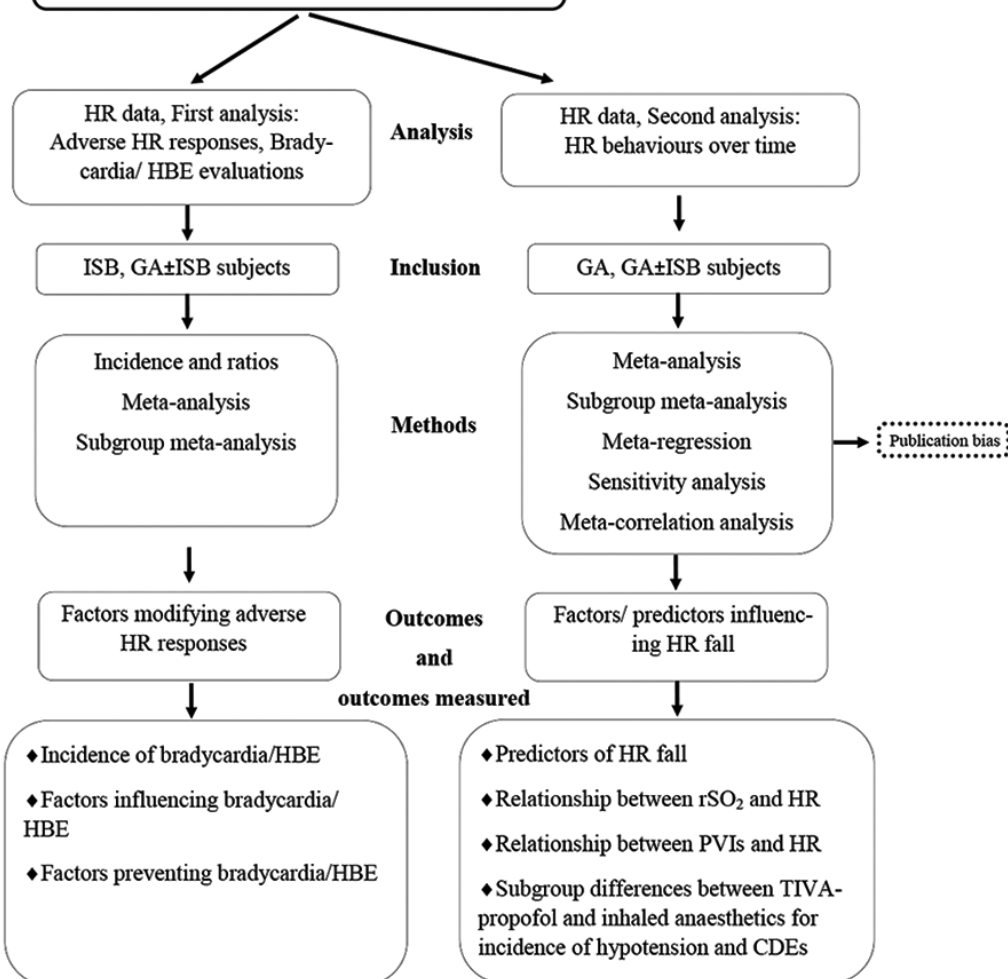 HR data, First analysis:
Adverse HR responses, Brady-
cardia/ HBE evaluations
Analysis
HR data, Second analysis:
HR behaviours over time
ISB, GA±ISB subjects
Inclusion
GA, GA±ISB subjects
Incidence and ratios
Meta-analysis
Subgroup meta-analysis
Methods
Meta-analysis
Subgroup meta-analysis
Meta-regression
Sensitivity analysis
Meta-correlation analysis
Publication bias
Factors modifying adverse
HR responses
Outcomes
and
outcomes measured
Factors/ predictors influenc-
ing HR fall
♦Incidence of bradycardia/HBE
♦Factors influencing bradycardia/
HBE
♦Factors preventing bradycardia/HBE
♦Predictors of HR fall
♦Relationship between rSO₂ and HR
♦Relationship between PVIs and HR
♦Subgroup differences between TIVA-
propofol and inhaled anaesthetics for
incidence of hypotension and CDEs